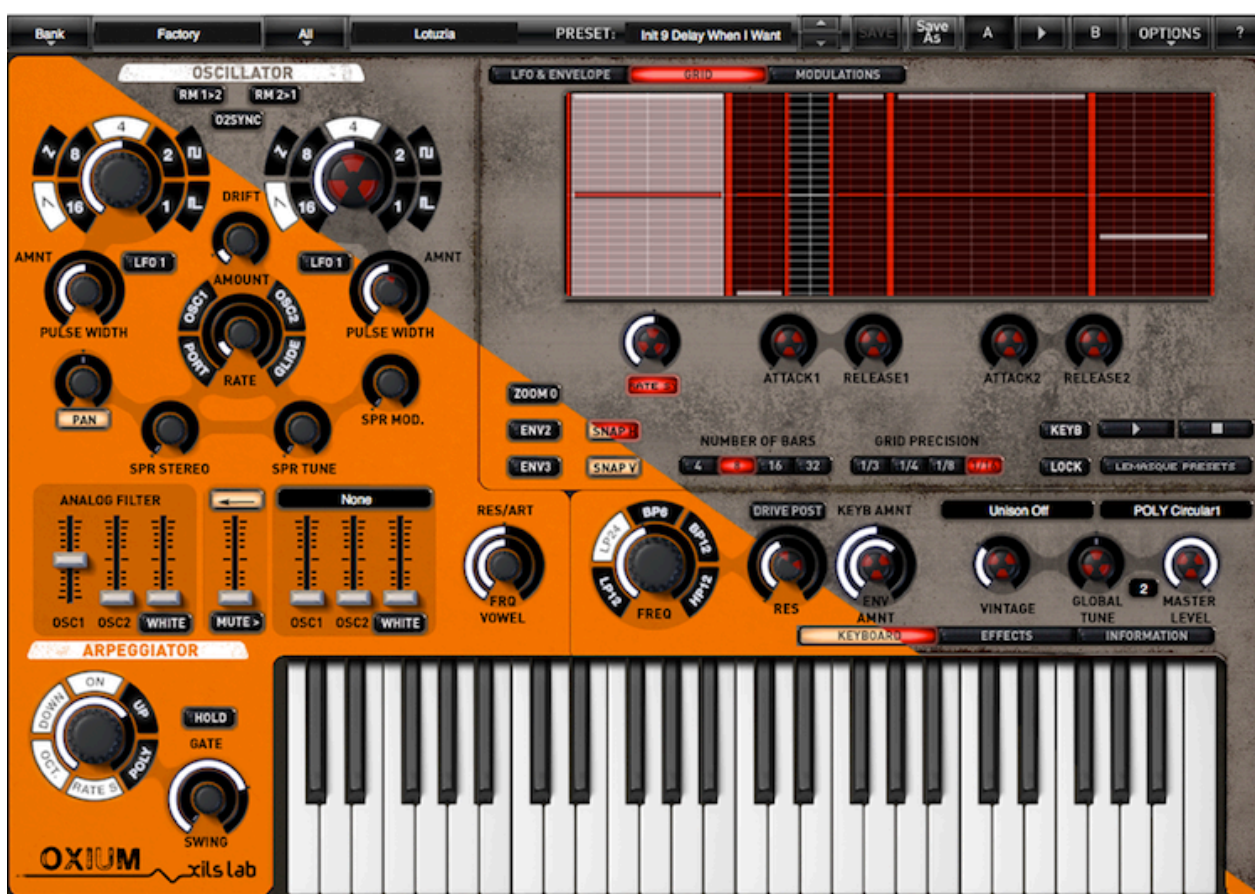 Bank Factory All Lotuzia PRESET: Init 9 Delay When I Want SAVE Save As A B OPTIONS ?
OSCILLATOR
RM 1>2 RM 2>1
O2SYNC
4 8 2 16 1
4 8 2 16 1
DRIFT
AMNT LFO 1 LFO 1 AMNT
AMOUNT
PULSE WIDTH OSC1 OSC2 PULSE WIDTH
PORT GLIDE
RATE
PAN SPR MOD.
SPR STEREO SPR TUNE
LFO & ENVELOPE GRID MODULATIONS
ATTACK1 RELEASE1 ATTACK2 RELEASE2
ZOOM 0
ENV2 SNAP
NUMBER OF BARS GRID PRECISION KEYB
ENV3 SNAP Y 4 8 16 32 1/3 1/4 1/8 LOCK LEMASQUE PRESETS
ANALOG FILTER None RES/ART
OSC1 OSC2 WHITE MUTE > OSC1 OSC2 WHITE
FRQ
VOWEL
LP12 LP24 BP6 BP12 HP12
FREQ
DRIVE POST KEYB AMNT Unison Off POLY Circular1
RES ENV
AMNT
VINTAGE GLOBAL
TUNE 2 MASTER
LEVEL
KEYBOARD EFFECTS INFORMATION
ARPEGGIATOR
ON UP DOWN OCT. RATE S POLY
HOLD
GATE
SWING
OXIUM xils lab